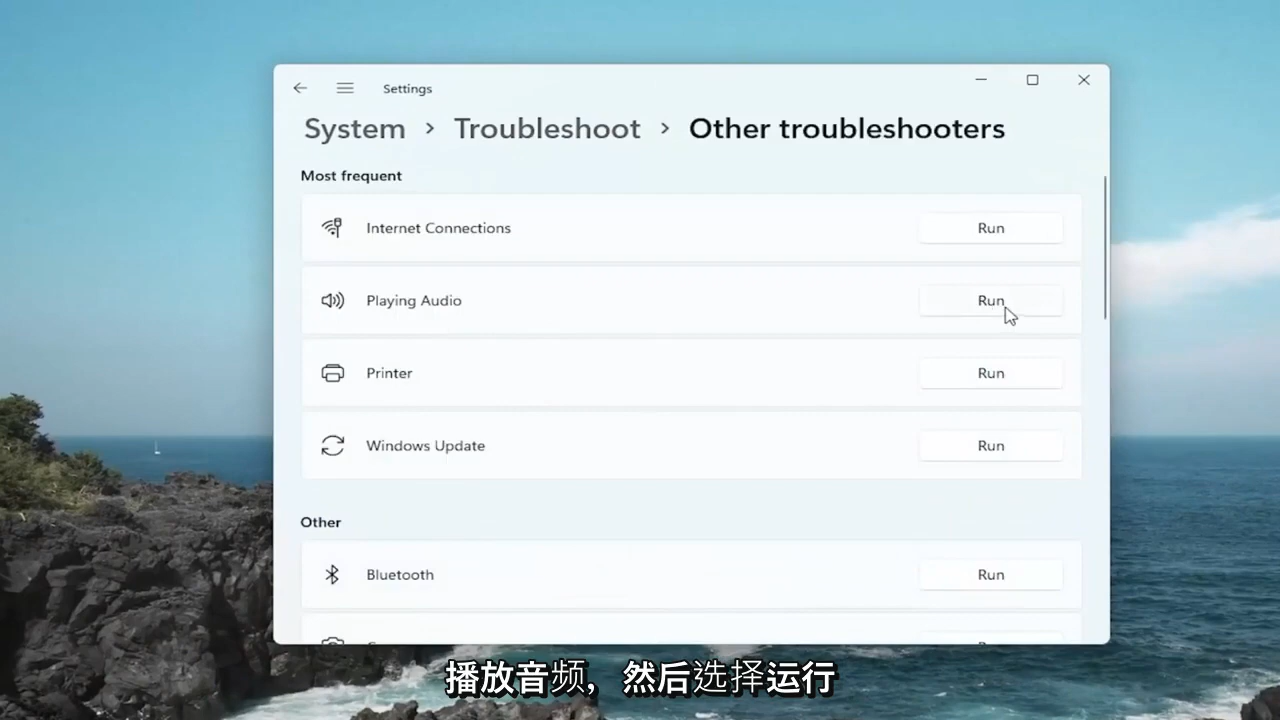 Settings
System > Troubleshoot > Other troubleshooters
Most frequent
Internet Connections Run
Playing Audio Run
Printer Run
Windows Update Run
Other
Bluetooth Run
播放音频，然后选择运行